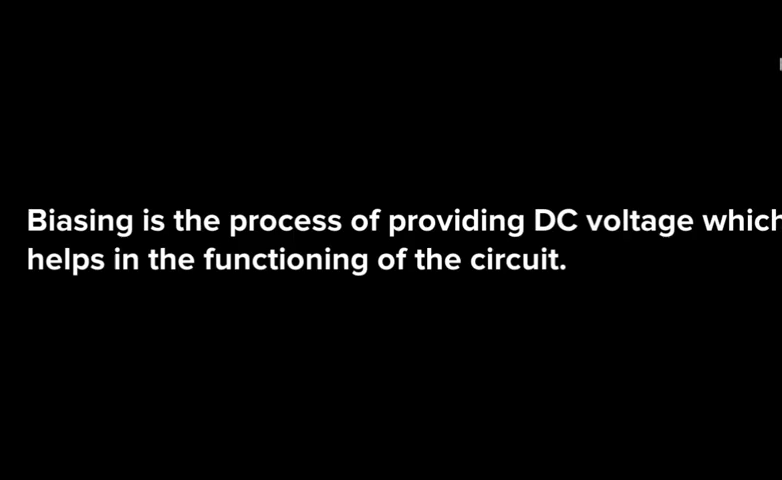 Biasing is the process of providing DC voltage which
helps in the functioning of the circuit.